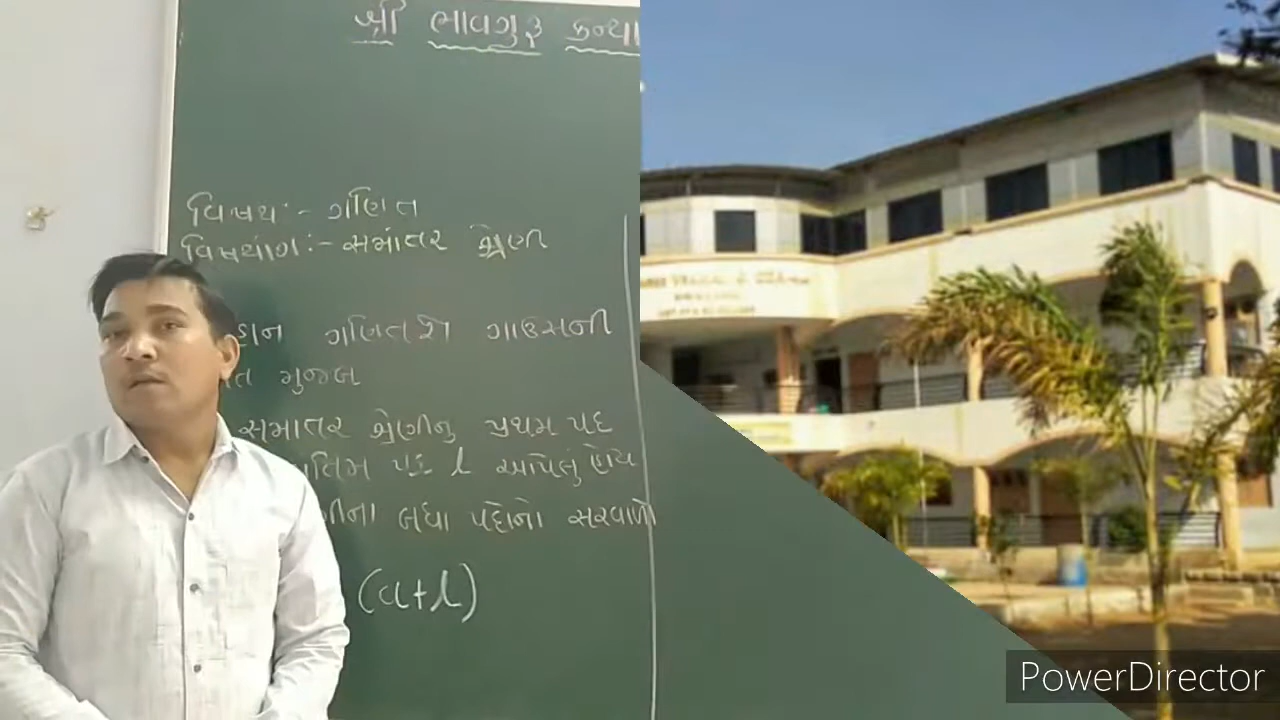 શ્રી ભાવગુરુ કન્યા
વિષય :- ગણિત
વિષયાંગ :- સમાંતર શ્રેણી
ગણિતજ્ઞ ગાઉસની
મુજબ
સમાંતર શ્રેણીનું પ્રથમ પદ
પદ l આપેલું હોય
બધા પદોનો સરવાળો
(a+l)
PowerDirector